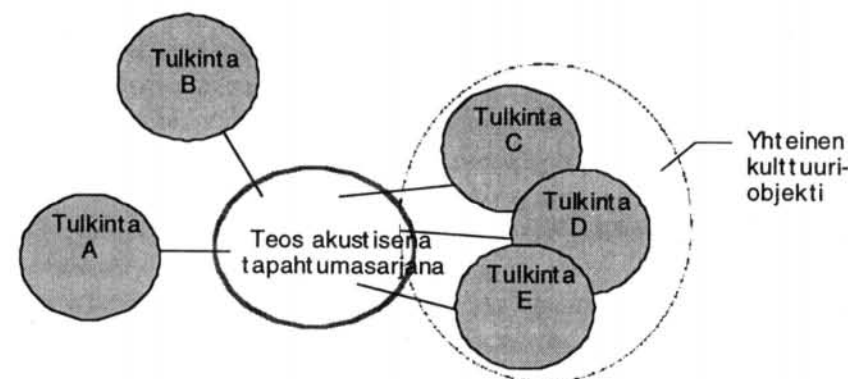 Tulkinta
B
Tulkinta
C
Yhteinen
kulttuuri-
objekti
Tulkinta
A
Tulkinta
D
Teos akustisena
tapahtumasarjana
Tulkinta
E